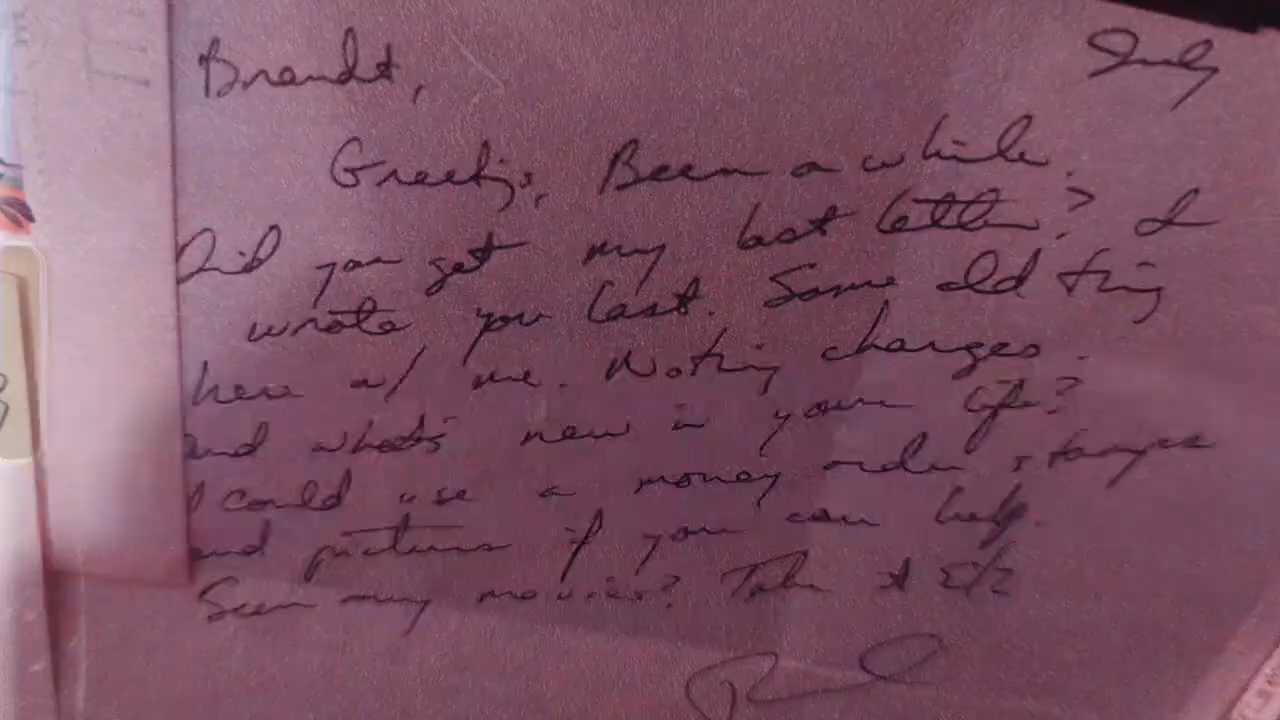 Brandt, July
Greetings, Been a while.
Did you get my last letter? I
wrote you last. Same old thing
here w/ me. Nothing changes.
and what's new in your life?
I could use a money order, stamps
and pictures if you can help.
Seen any movies? Take it EZ